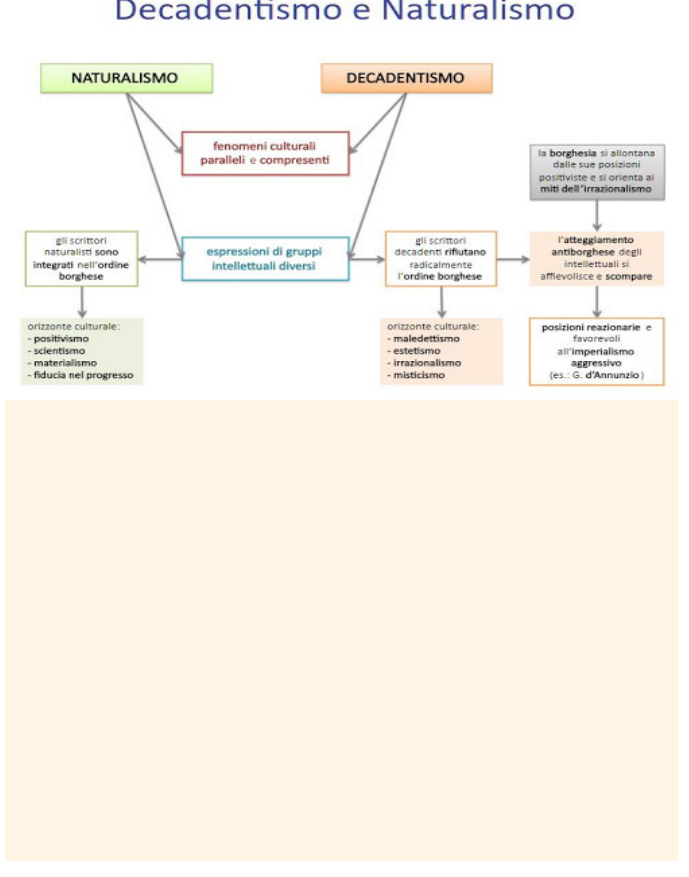 Decadentismo e Naturalismo
NATURALISMO
DECADENTISMO
fenomeni culturali
paralleli e compresenti
la borghesia si allontana
dalle sue posizioni
positiviste e si orienta ai
miti dell'irrazionalismo
gli scrittori
naturalisti sono
integrati nell'ordine
borghese
espressioni di gruppi
intellettuali diversi
gli scrittori
decadenti rifiutano
radicalmente
l'ordine borghese
l'atteggiamento
antiborghese degli
intellettuali si
affievolisce e scompare
orizzonte culturale:
- positivismo
- scientismo
- materialismo
- fiducia nel progresso
orizzonte culturale:
- maledettismo
- estetismo
- irrazionalismo
- misticismo
posizioni reazionarie e
favorevoli
all'imperialismo
aggressivo
(es.: G. d'Annunzio)